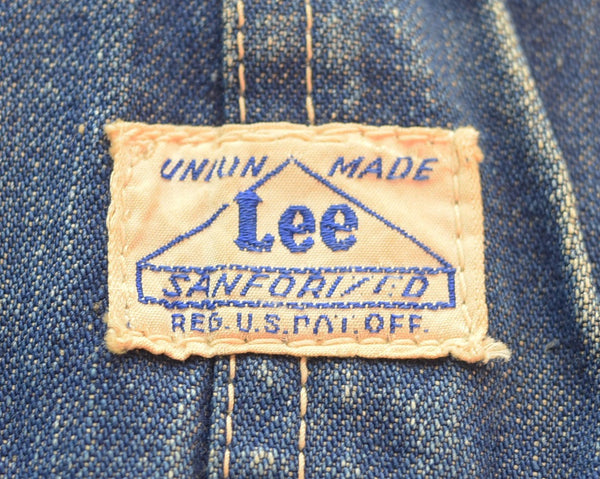 UNION MADE
Lee
SANFORIZED
REG. U.S. PAT. OFF.